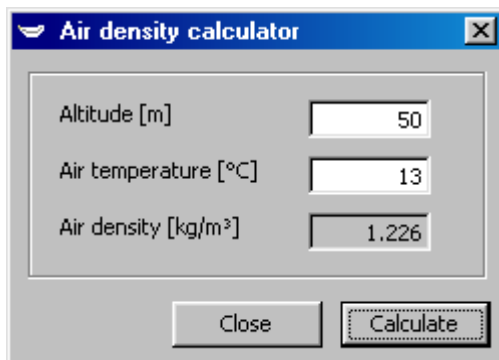 Air density calculator
Altitude [m] 50
Air temperature [°C] 13
Air density [kg/m³] 1.226
Close Calculate